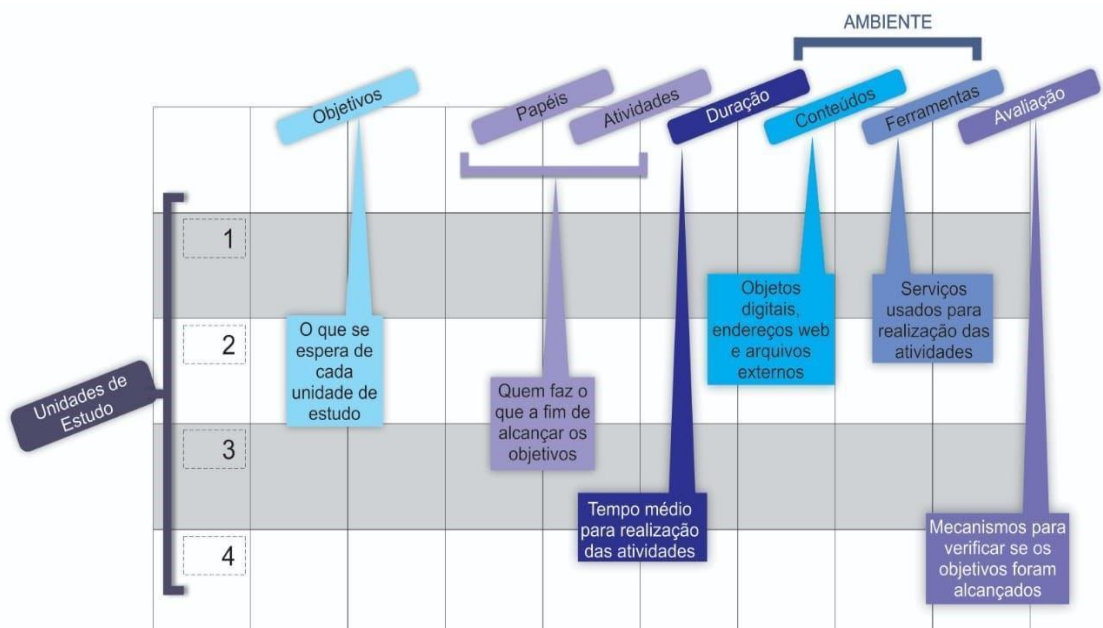 AMBIENTE
Objetivos
Papéis
Atividades
Duração
Conteúdos
Ferramentas
Avaliação
Unidades de
Estudo
1
2
3
4
O que se
espera de
cada
unidade de
estudo
Quem faz o
que a fim de
alcançar os
objetivos
Tempo médio
para realização
das atividades
Objetos
digitais,
endereços web
e arquivos
externos
Serviços
usados para
realização das
atividades
Mecanismos para
verificar se os
objetivos foram
alcançados